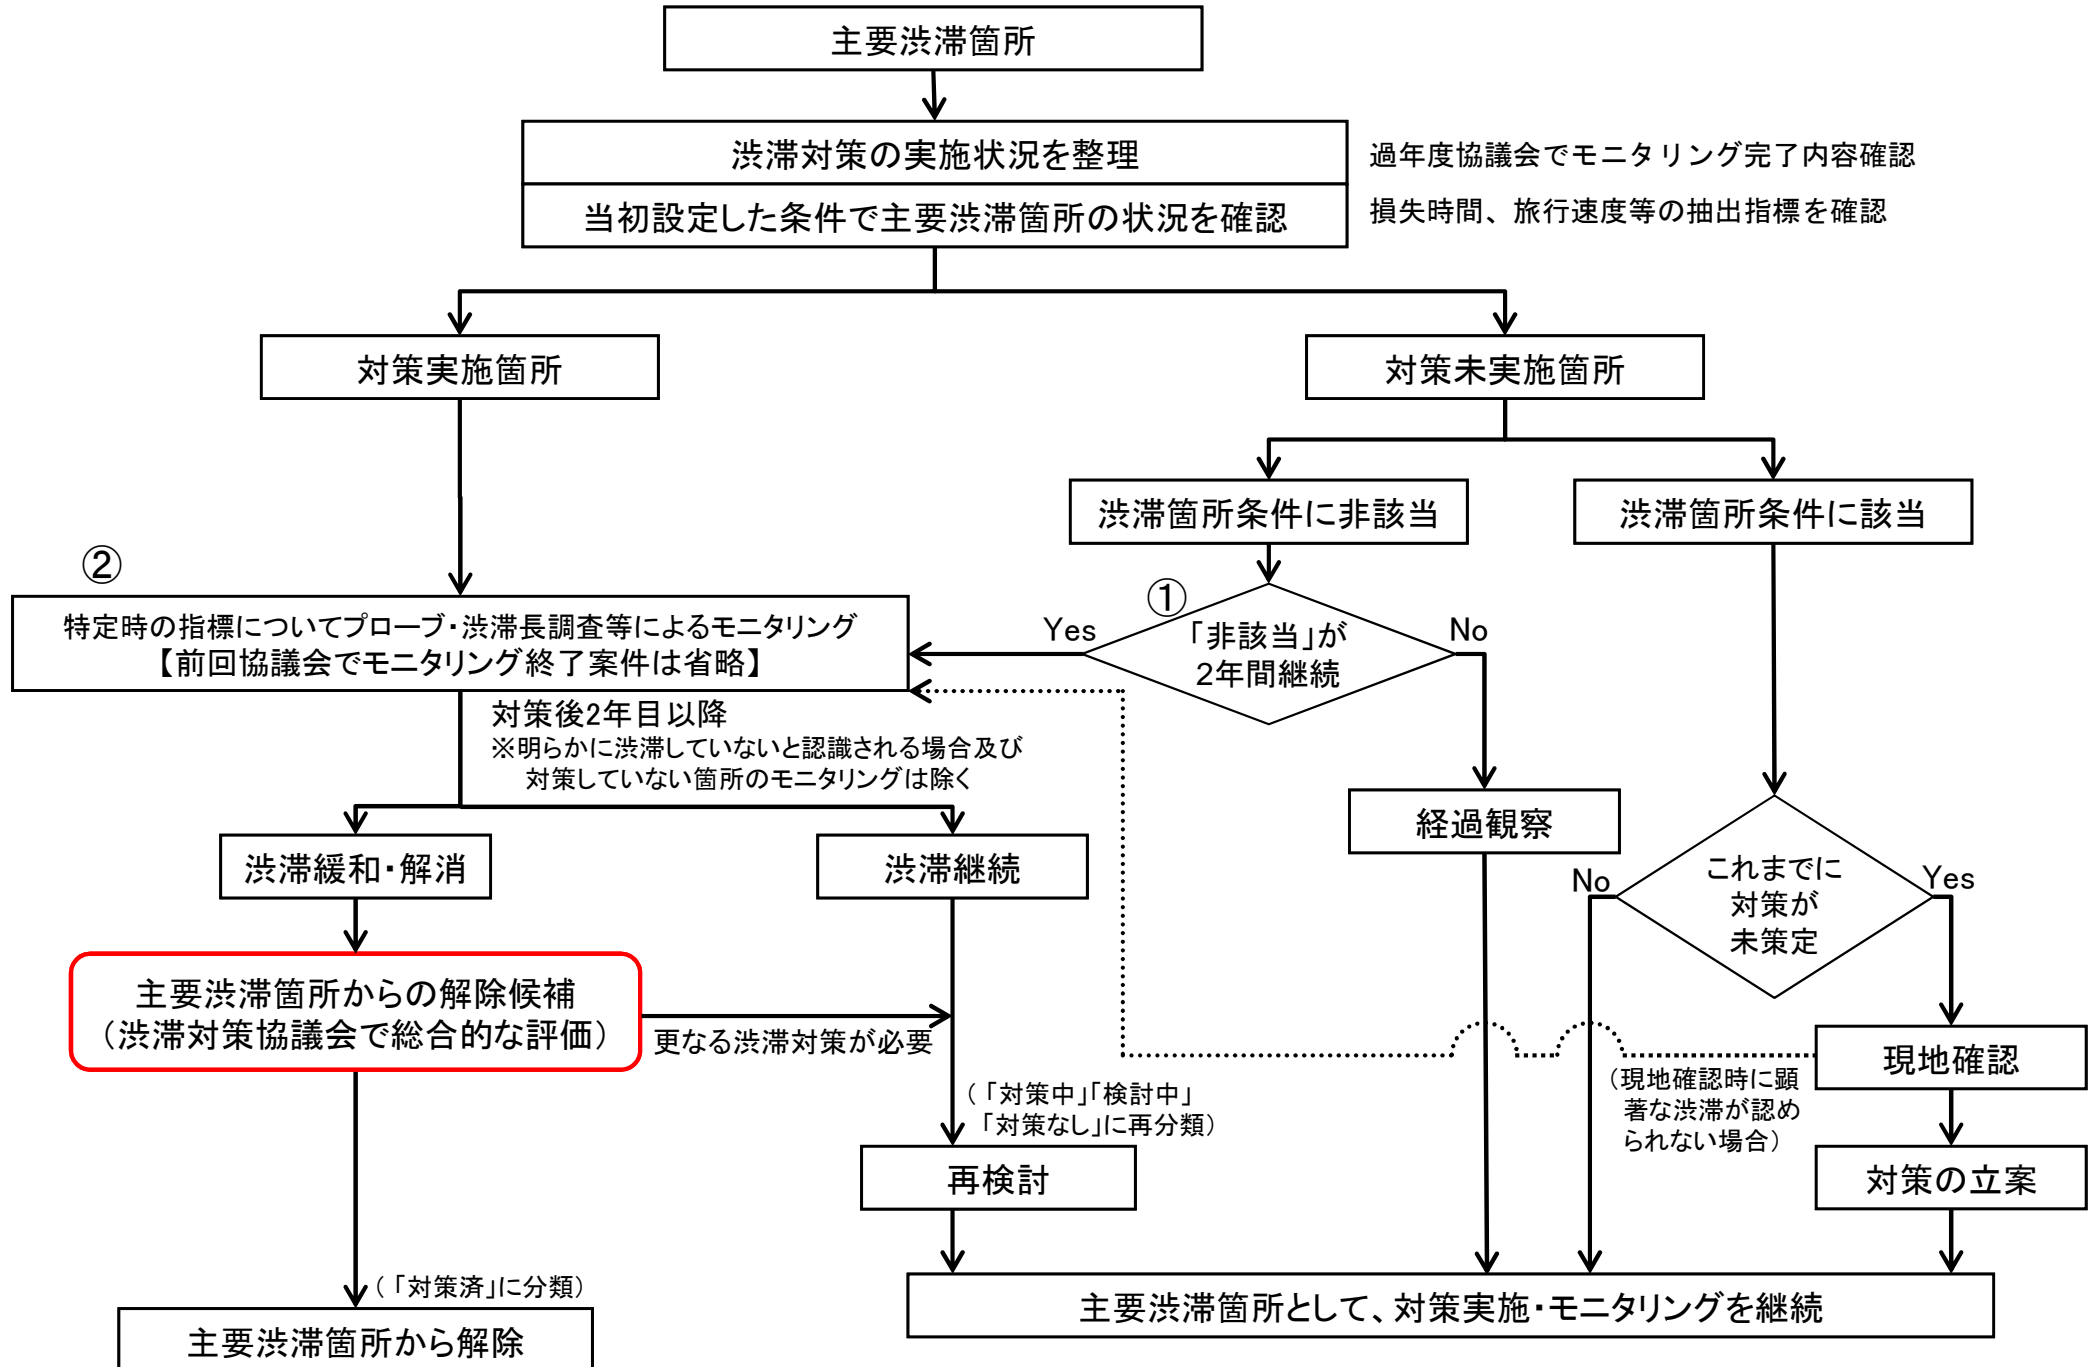 主要渋滞箇所
渋滞対策の実施状況を整理
過年度協議会でモニタリング完了内容確認
当初設定した条件で主要渋滞箇所の状況を確認
損失時間、旅行速度等の抽出指標を確認
対策実施箇所
対策未実施箇所
渋滞箇所条件に非該当
渋滞箇所条件に該当
②
特定時の指標についてプローブ・渋滞長調査等によるモニタリング
【前回協議会でモニタリング終了案件は省略】
①
Yes
「非該当」が
2年間継続
No
対策後2年目以降
※明らかに渋滞していないと認識される場合及び
対策していない箇所のモニタリングは除く
経過観察
渋滞緩和・解消
渋滞継続
No
これまでに
対策が
未策定
Yes
主要渋滞箇所からの解除候補
（渋滞対策協議会で総合的な評価）
更なる渋滞対策が必要
現地確認
（現地確認時に顕
著な渋滞が認め
られない場合）
（「対策中」「検討中」
「対策なし」に再分類）
再検討
対策の立案
（「対策済」に分類）
主要渋滞箇所として、対策実施・モニタリングを継続
主要渋滞箇所から解除